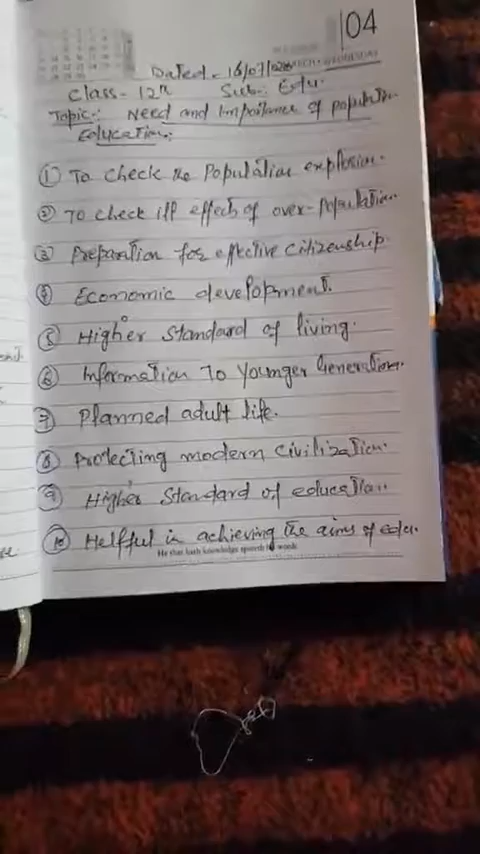 04
Dated - 16/07/2020
Class - 12th Sub: Edu.
Topic: Need and Importance of population
Education:
① To check the Population explosion.
② To check ill effects of over-population.
③ Preparation for effective citizenship.
④ Economic development.
⑤ Higher Standard of living.
⑥ Information To Younger Generation.
⑦ Planned adult life.
⑧ Protecting modern civilization.
⑨ Higher Standard of education.
⑩ Helpful in achieving the aims of edu.
He that hath knowledge spareth his words